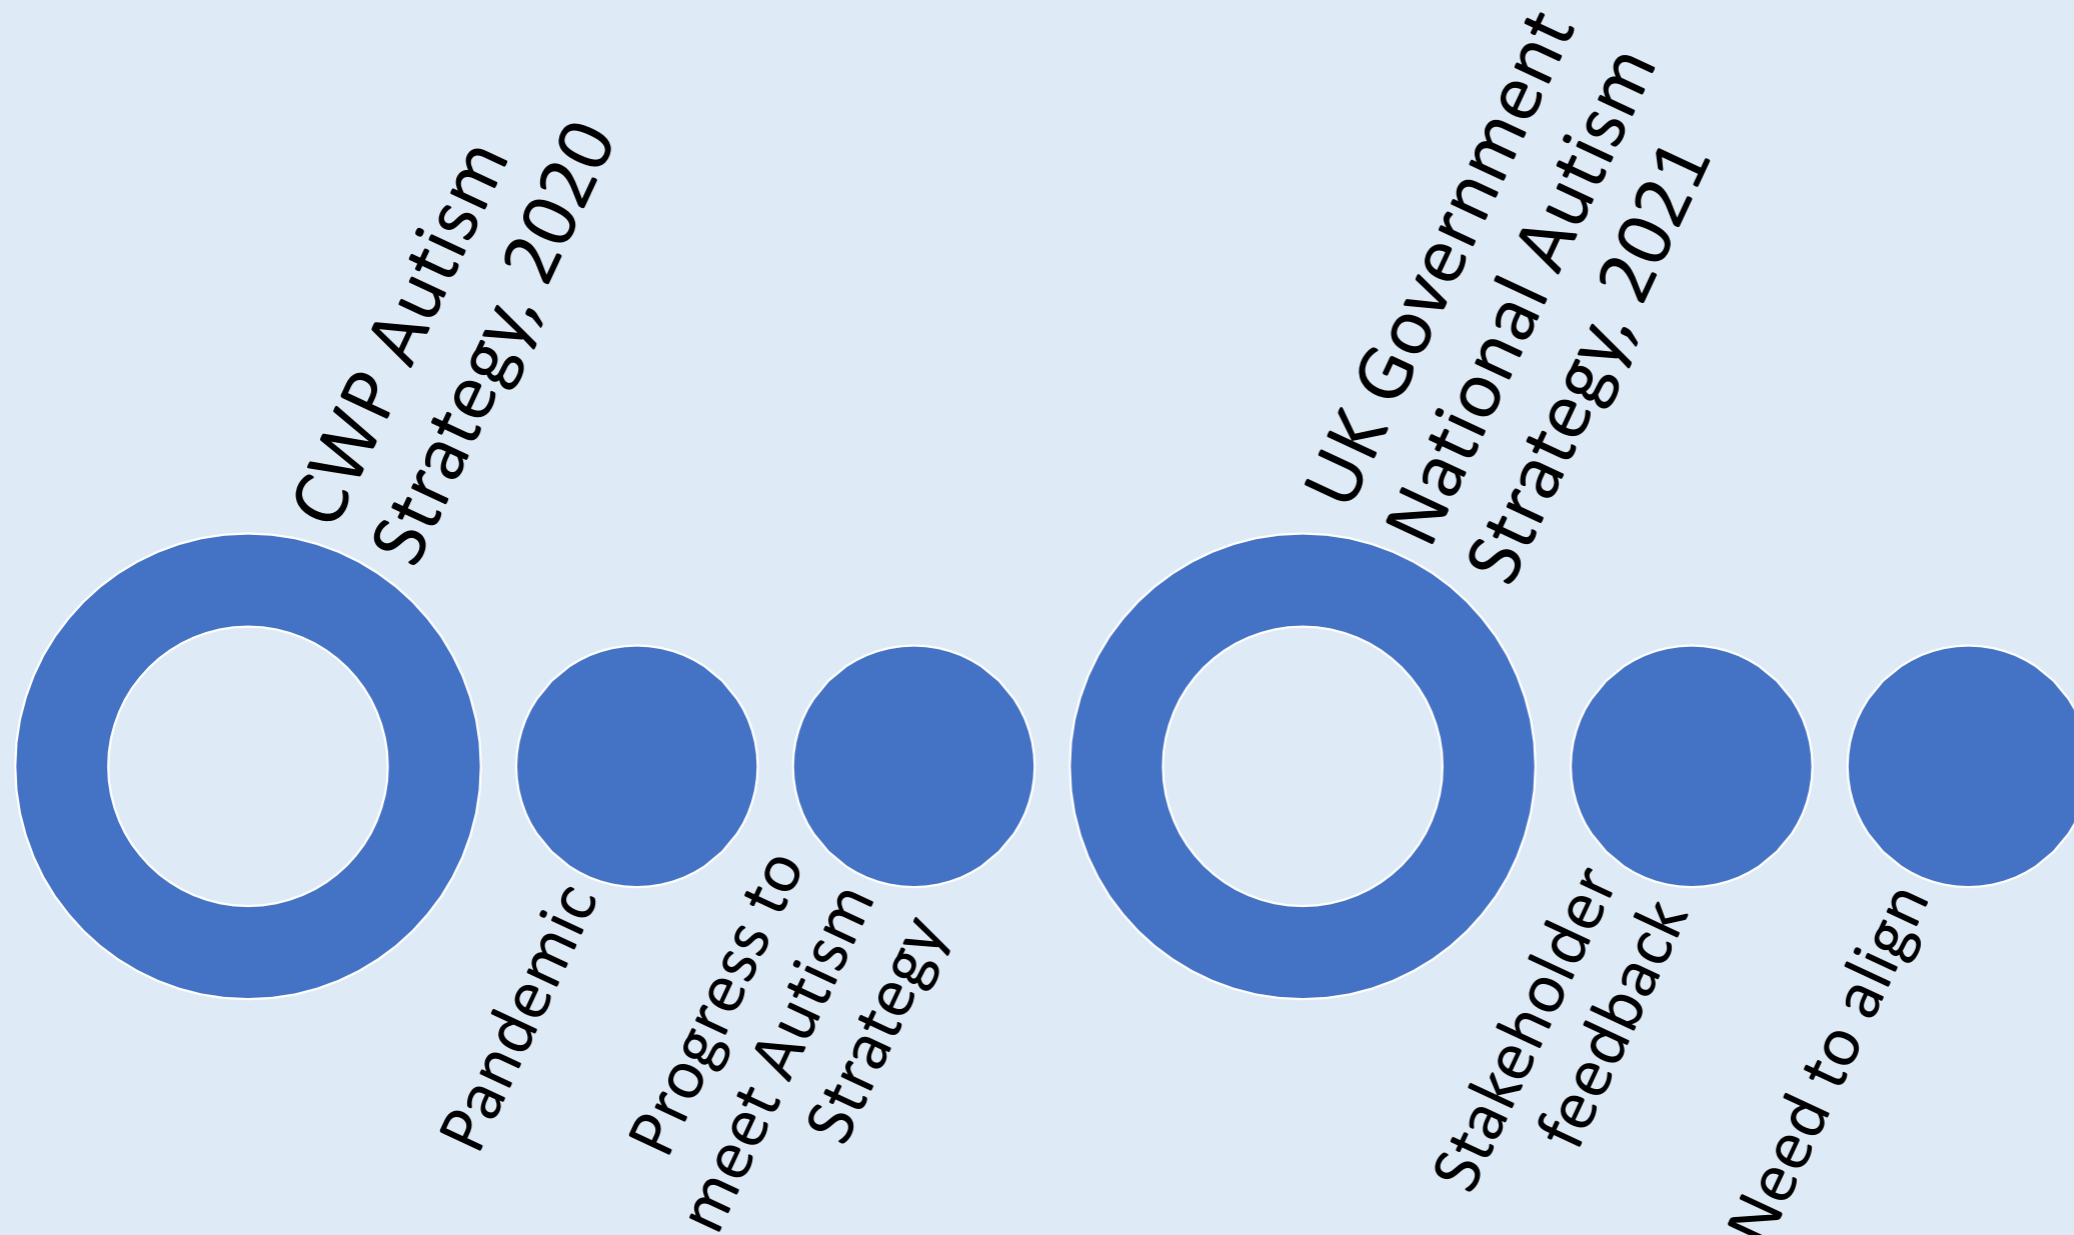 CWP Autism
Strategy, 2020
Pandemic
Progress to
meet Autism
Strategy
UK Government
National Autism
Strategy, 2021
Stakeholder
feedback
Need to align